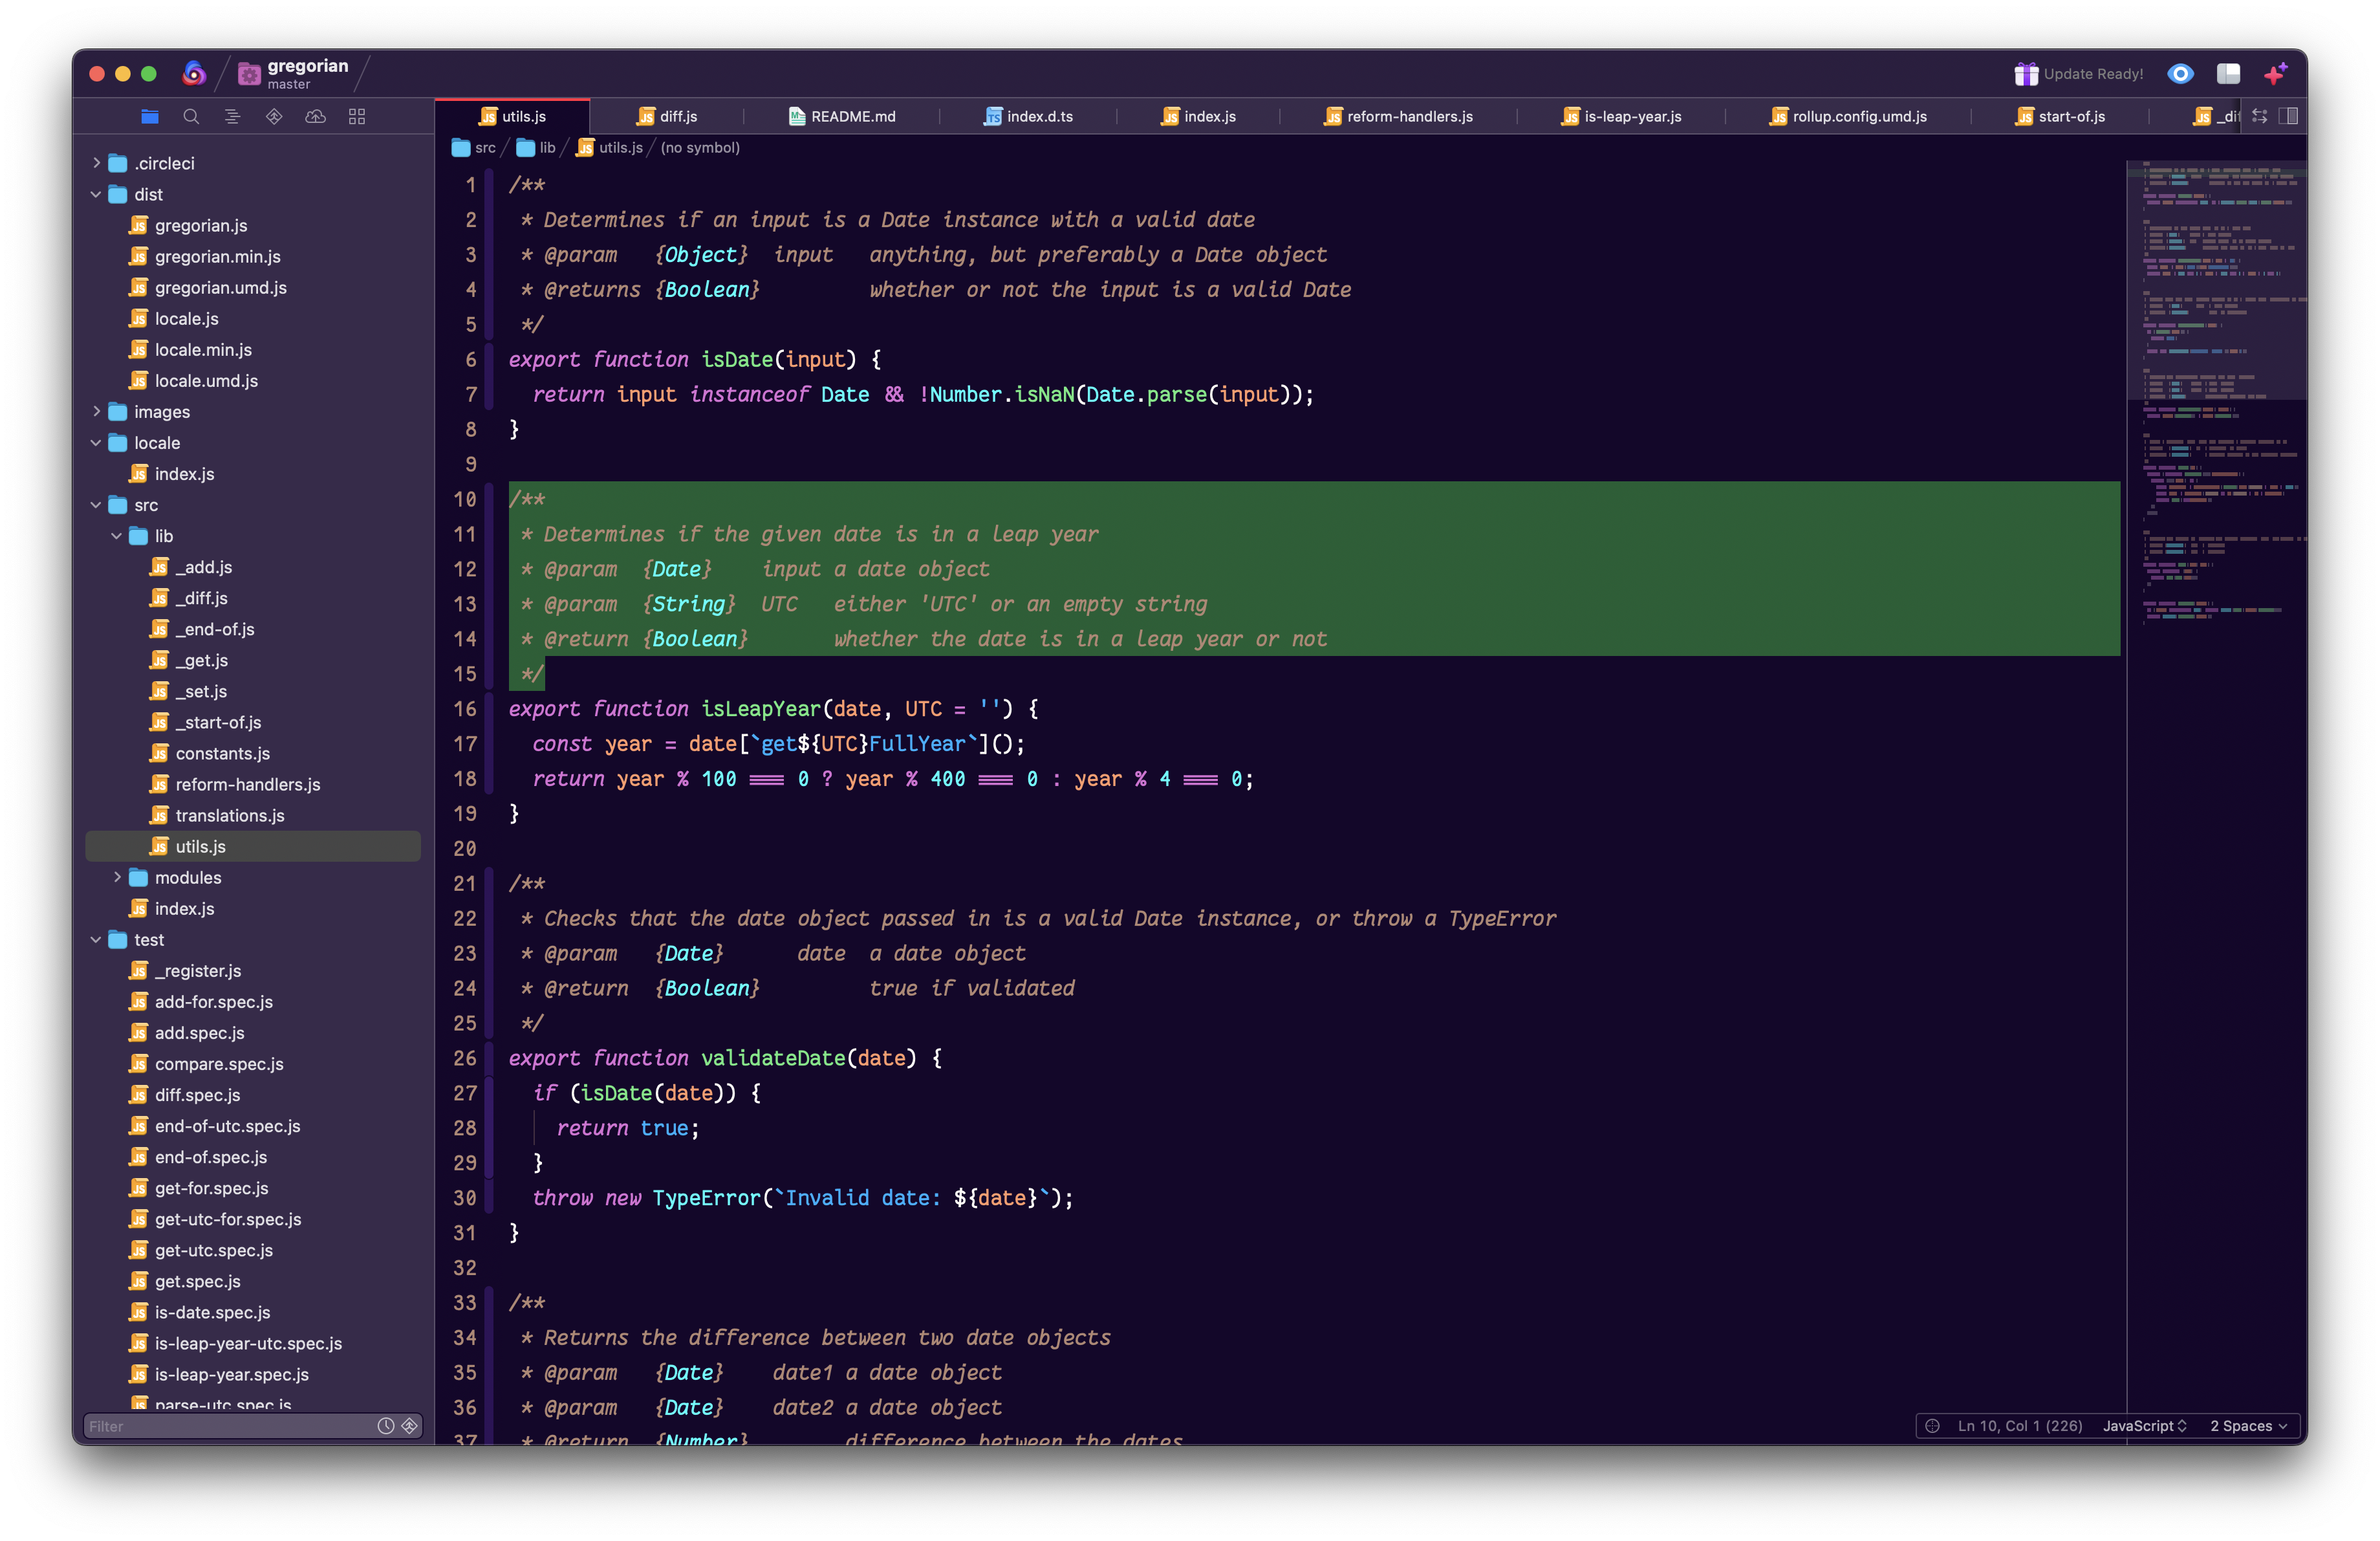 gregorian
master
Update Ready!
utils.js
diff.js
README.md
index.d.ts
index.js
reform-handlers.js
is-leap-year.js
rollup.config.umd.js
start-of.js
src
lib
utils.js
(no symbol)
.circleci
dist
gregorian.js
gregorian.min.js
gregorian.umd.js
locale.js
locale.min.js
locale.umd.js
images
locale
index.js
src
lib
_add.js
_diff.js
_end-of.js
_get.js
_set.js
_start-of.js
constants.js
reform-handlers.js
translations.js
utils.js
modules
index.js
test
_register.js
add-for.spec.js
add.spec.js
compare.spec.js
diff.spec.js
end-of-utc.spec.js
end-of.spec.js
get-for.spec.js
get-utc-for.spec.js
get-utc.spec.js
get.spec.js
is-date.spec.js
is-leap-year-utc.spec.js
is-leap-year.spec.js
parse-utc.spec.js
Filter
1 /**
2  * Determines if an input is a Date instance with a valid date
3  * @param   {Object}  input   anything, but preferably a Date object
4  * @returns {Boolean}         whether or not the input is a valid Date
5  */
6 export function isDate(input) {
7   return input instanceof Date && !Number.isNaN(Date.parse(input));
8 }
9
10 /**
11  * Determines if the given date is in a leap year
12  * @param  {Date}    input a date object
13  * @param  {String}  UTC   either 'UTC' or an empty string
14  * @return {Boolean}       whether the date is in a leap year or not
15  */
16 export function isLeapYear(date, UTC = '') {
17   const year = date[`get${UTC}FullYear`]();
18   return year % 100 === 0 ? year % 400 === 0 : year % 4 === 0;
19 }
20
21 /**
22  * Checks that the date object passed in is a valid Date instance, or throw a TypeError
23  * @param   {Date}      date  a date object
24  * @return  {Boolean}         true if validated
25  */
26 export function validateDate(date) {
27   if (isDate(date)) {
28     return true;
29   }
30   throw new TypeError(`Invalid date: ${date}`);
31 }
32
33 /**
34  * Returns the difference between two date objects
35  * @param   {Date}    date1 a date object
36  * @param   {Date}    date2 a date object
37  * @return  {Number}        difference between the dates
Ln 10, Col 1 (226)
JavaScript
2 Spaces